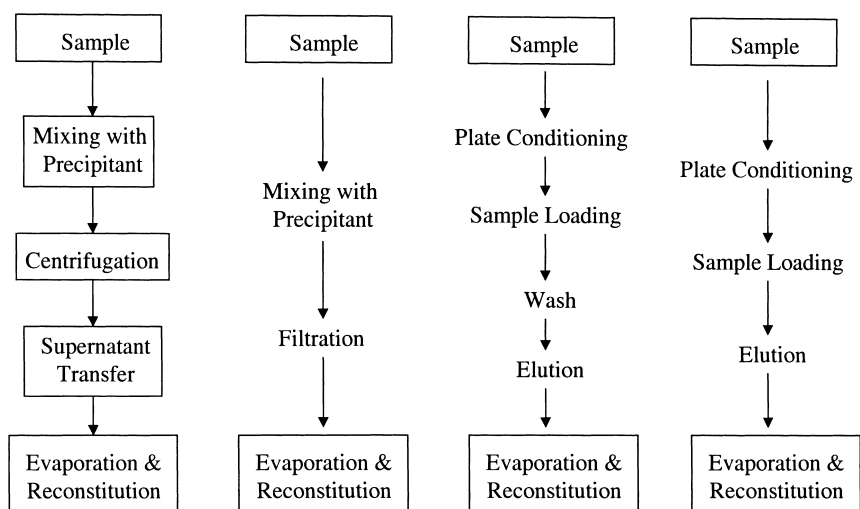 Sample
Mixing with
Precipitant
Centrifugation
Supernatant
Transfer
Evaporation &
Reconstitution
Sample
Mixing with
Precipitant
Filtration
Evaporation &
Reconstitution
Sample
Plate Conditioning
Sample Loading
Wash
Elution
Evaporation &
Reconstitution
Sample
Plate Conditioning
Sample Loading
Elution
Evaporation &
Reconstitution